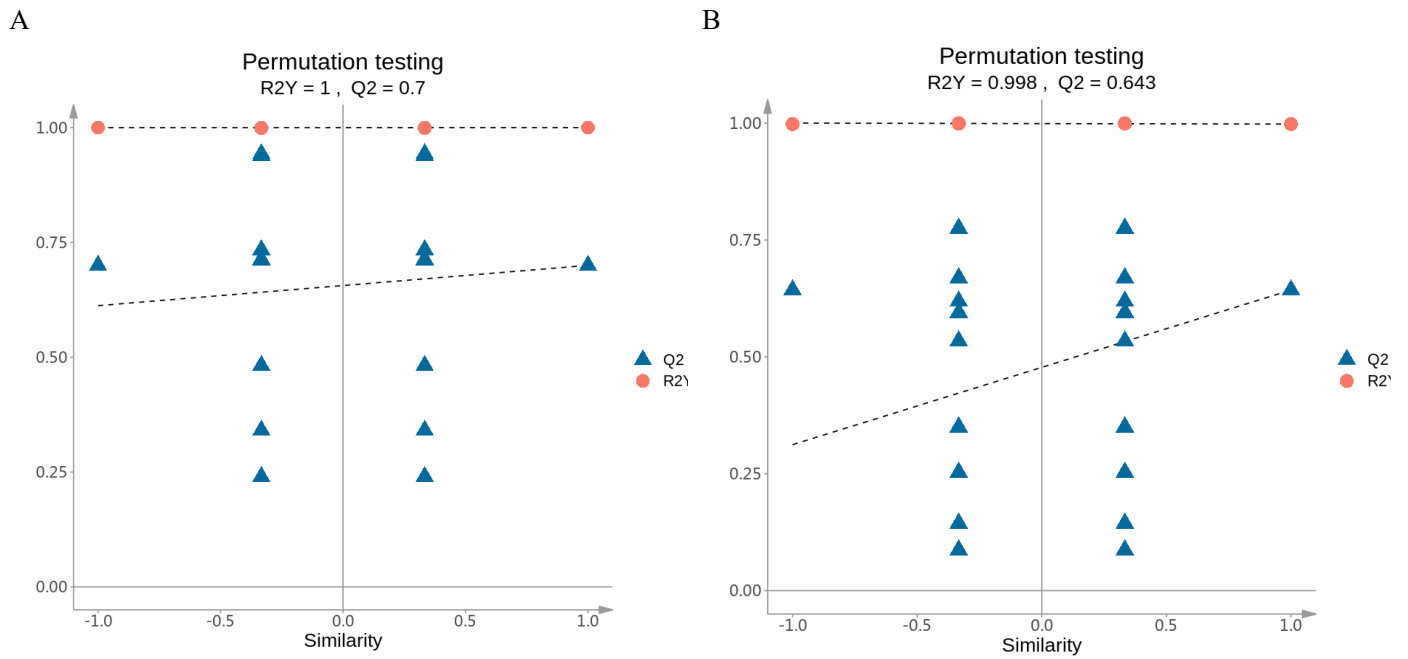 A
Permutation testing
R2Y = 1 , Q2 = 0.7
1.00
0.75
0.50
0.25
0.00
-1.0
-0.5
0.0
0.5
1.0
Similarity
Q2
R2Y
B
Permutation testing
R2Y = 0.998 , Q2 = 0.643
1.00
0.75
0.50
0.25
0.00
-1.0
-0.5
0.0
0.5
1.0
Similarity
Q2
R2Y